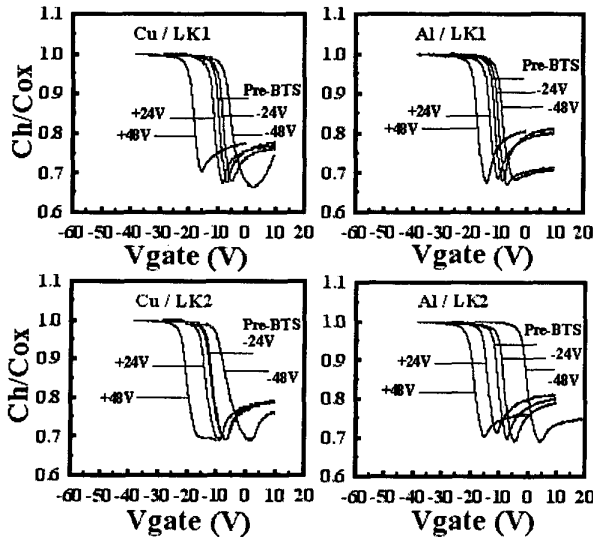 Cu / LK1
Al / LK1
Ch/Cox
1.1
1.0
0.9
0.8
0.7
0.6
Pre-BTS
+24V
-24V
+48V
-48V
-60 -50 -40 -30 -20 -10 0 10
Vgate (V)
1.1
1.0
0.9
0.8
0.7
0.6
Pre-BTS
-24V
+24V
-48V
+48V
-60 -50 -40 -30 -20 -10 0 10 20
Vgate (V)
Cu / LK2
Al / LK2
Ch/Cox
1.1
1.0
0.9
0.8
0.7
0.6
Pre-BTS
-24V
+24V
-48V
+48V
-60 -50 -40 -30 -20 -10 0 10 20
Vgate (V)
1.1
1.0
0.9
0.8
0.7
0.6
Pre-BTS
+24V
-24V
+48V
-48V
-60 -50 -40 -30 -20 -10 0 10 20
Vgate (V)